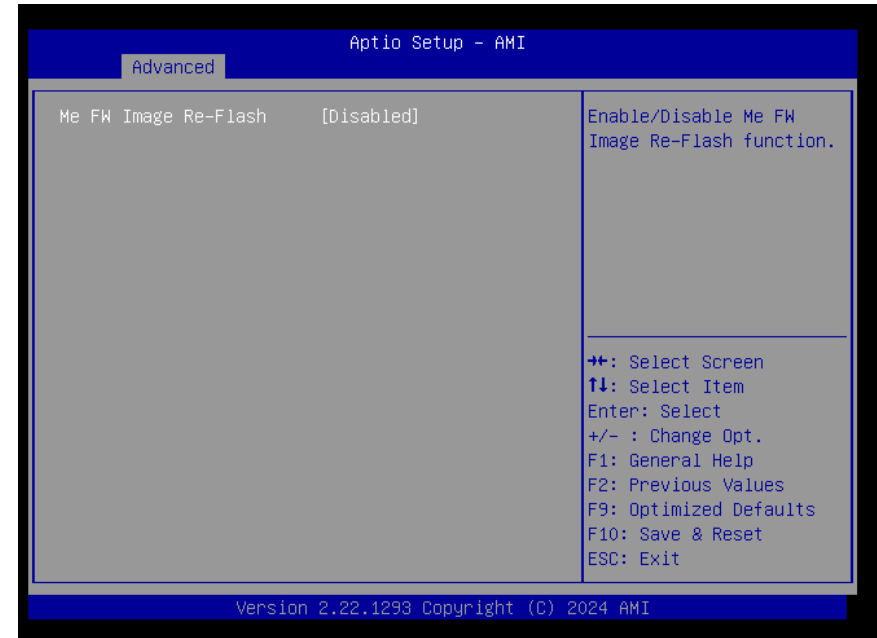 Aptio Setup – AMI
Advanced
Me FW Image Re-Flash [Disabled]
Enable/Disable Me FW
Image Re-Flash function.
→←: Select Screen
↑↓: Select Item
Enter: Select
+/- : Change Opt.
F1: General Help
F2: Previous Values
F9: Optimized Defaults
F10: Save & Reset
ESC: Exit
Version 2.22.1293 Copyright (C) 2024 AMI